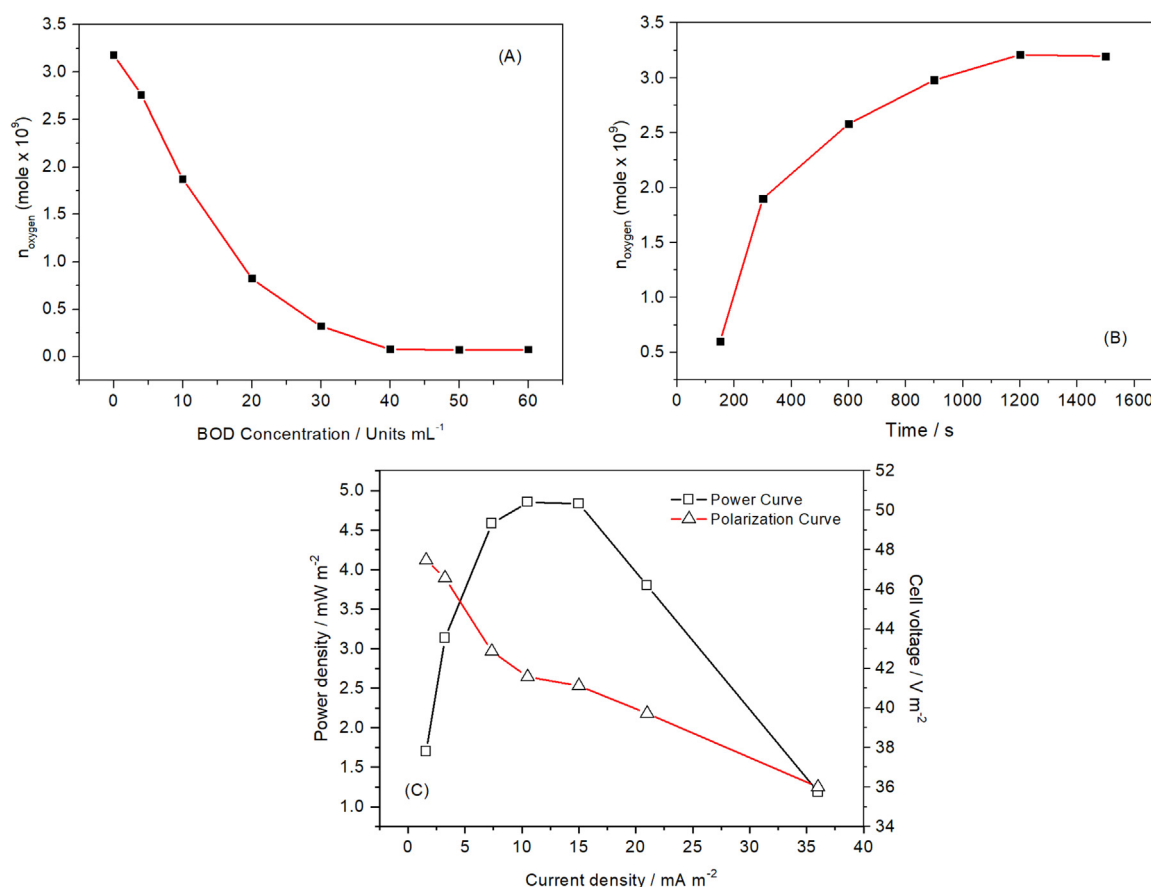 (A)
3.5
3.0
2.5
2.0
1.5
1.0
0.5
0.0
n_oxygen (mole x 10⁹)
0 10 20 30 40 50 60
BOD Concentration / Units mL⁻¹
(B)
3.5
3.0
2.5
2.0
1.5
1.0
0.5
n_oxygen (mole x 10⁹)
0 200 400 600 800 1000 1200 1400 1600
Time / s
(C)
Power Curve
Polarization Curve
5.0
4.5
4.0
3.5
3.0
2.5
2.0
1.5
1.0
Power density / mW m⁻²
52
50
48
46
44
42
40
38
36
34
Cell voltage / V m⁻²
0 5 10 15 20 25 30 35 40
Current density / mA m⁻²